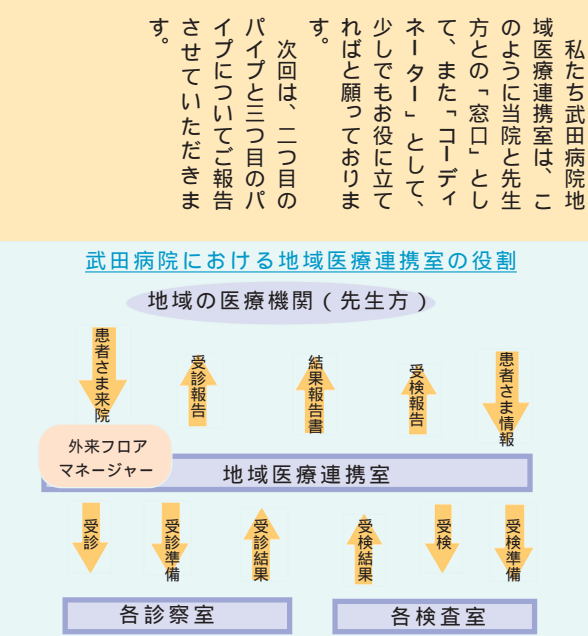 私たち武田病院地
域医療連携室は、こ
のように当院と先生
方との「窓口」とし
て、また「コーディ
ネーター」として、
少しでもお役に立て
ればと願っておりま
す。
次回は、二つ目の
パイプと三つ目のパ
イプについてご報告
させていただきま
す。
武田病院における地域医療連携室の役割
地域の医療機関（先生方）
患者さま来院
受診報告
結果報告書
受検報告
患者さま情報
外来フロア
マネージャー
地域医療連携室
受診
受診準備
受診結果
受検結果
受検
受検準備
各診察室
各検査室